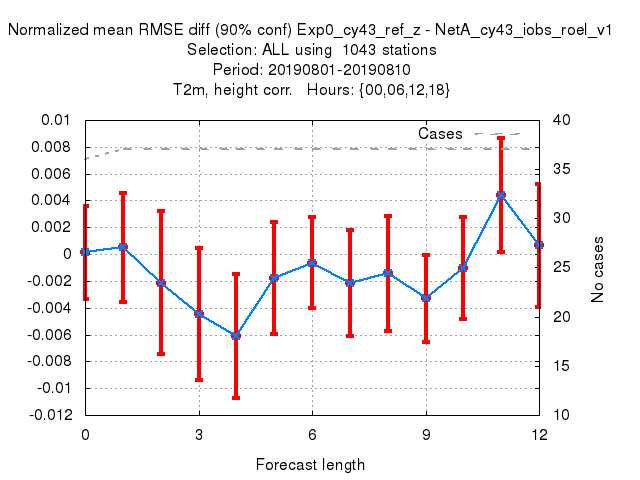 Normalized mean RMSE diff (90% conf) Exp0_cy43_ref_z - NetA_cy43_iobs_roel_v1
Selection: ALL using  1043 stations
Period: 20190801-20190810
T2m, height corr.   Hours: {00,06,12,18}
Cases
0.01
0.008
0.006
0.004
0.002
0
-0.002
-0.004
-0.006
-0.008
-0.01
-0.012
40
35
30
25
20
15
10
No cases
0 3 6 9 12
Forecast length